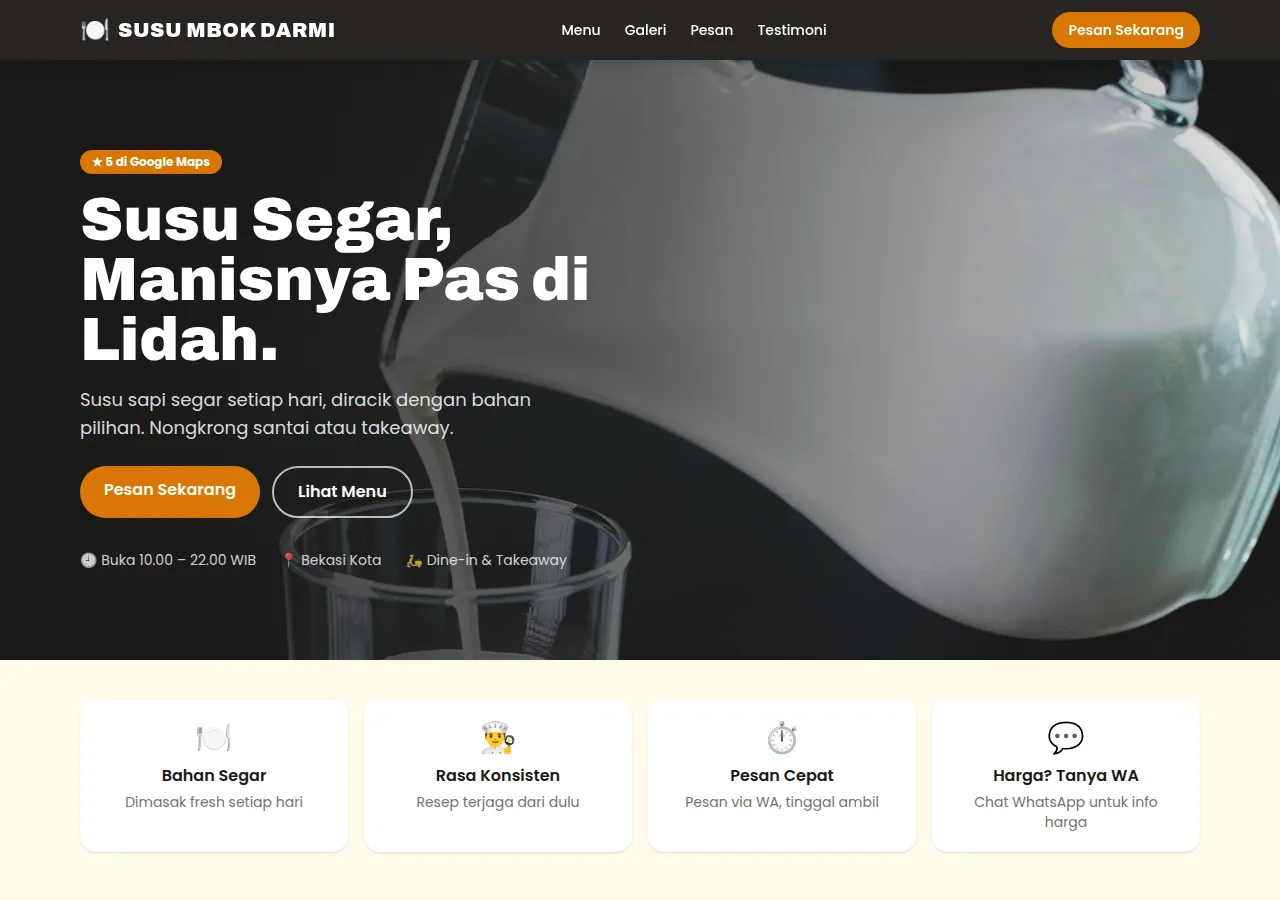 SUSU MBOK DARMI
Menu
Galeri
Pesan
Testimoni
Pesan Sekarang
★ 5 di Google Maps
Susu Segar,
Manisnya Pas di
Lidah.
Susu sapi segar setiap hari, diracik dengan bahan
pilihan. Nongkrong santai atau takeaway.
Pesan Sekarang
Lihat Menu
Buka 10.00 – 22.00 WIB
Bekasi Kota
Dine-in & Takeaway
Bahan Segar
Dimasak fresh setiap hari
Rasa Konsisten
Resep terjaga dari dulu
Pesan Cepat
Pesan via WA, tinggal ambil
Harga? Tanya WA
Chat WhatsApp untuk info
harga